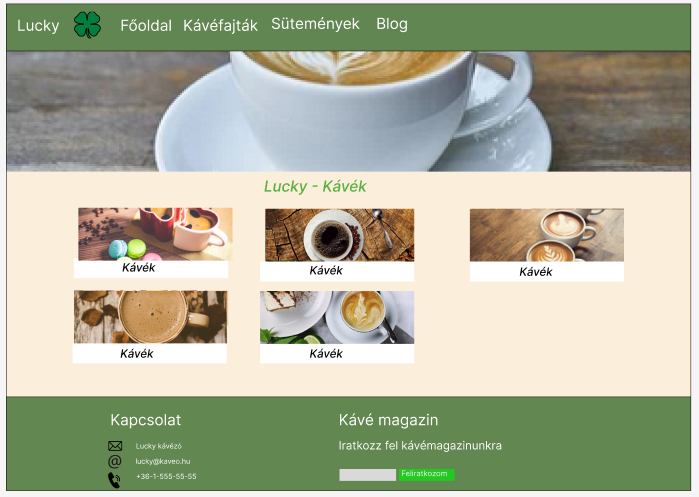 Lucky Főoldal Kávéfajták Sütemények Blog
Lucky - Kávék
Kávék Kávék Kávék
Kávék Kávék
Kapcsolat
Lucky kávézó
lucky@kaveo.hu
+36-1-555-55-55
Kávé magazin
Iratkozz fel kávémagazinunkra
Feliratkozom